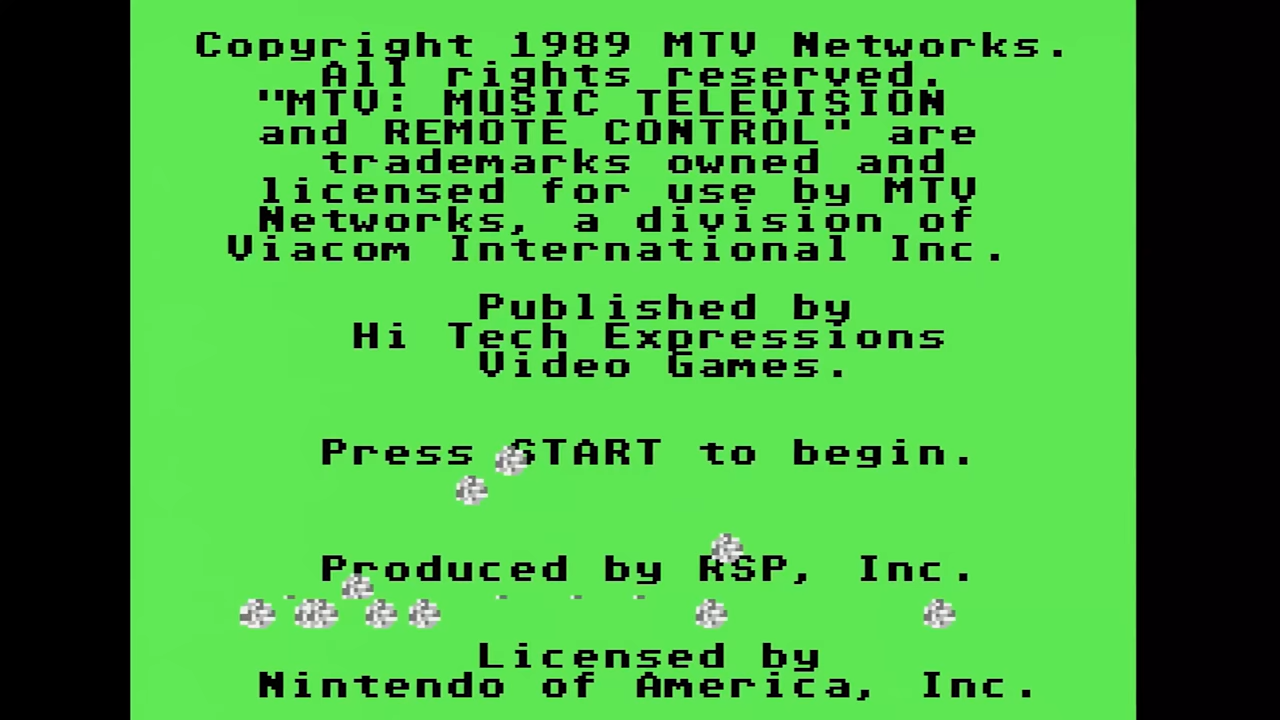 Copyright 1989 MTV Networks.
All rights reserved.
"MTV: MUSIC TELEVISION
and REMOTE CONTROL" are
trademarks owned and
licensed for use by MTV
Networks, a division of
Viacom International Inc.
Published by
Hi Tech Expressions
Video Games.
Press START to begin.
Produced by RSP, Inc.
Licensed by
Nintendo of America, Inc.